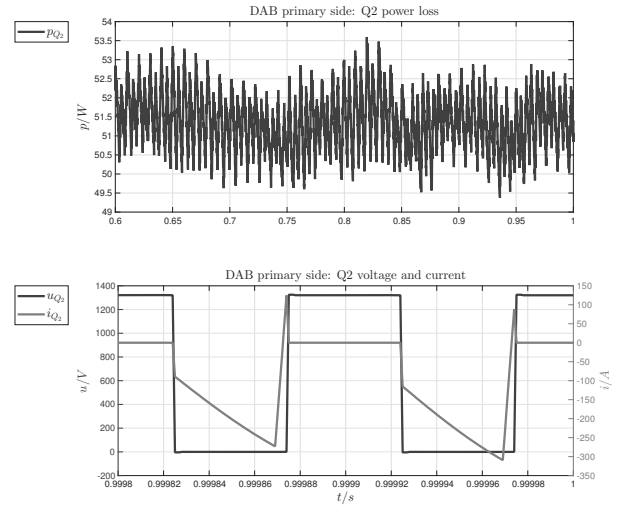 DAB primary side: Q2 power loss
p_{Q_2}
p/W
54
53.5
53
52.5
52
51.5
51
50.5
50
49.5
49
0.6 0.65 0.7 0.75 0.8 0.85 0.9 0.95 1
DAB primary side: Q2 voltage and current
u_{Q_2}
i_{Q_2}
u/V
1400
1200
1000
800
600
400
200
0
-200
i/A
150
100
50
0
-50
-100
-150
-200
-250
-300
-350
0.9998 0.99982 0.99984 0.99986 0.99988 0.9999 0.99992 0.99994 0.99996 0.99998 1
t/s